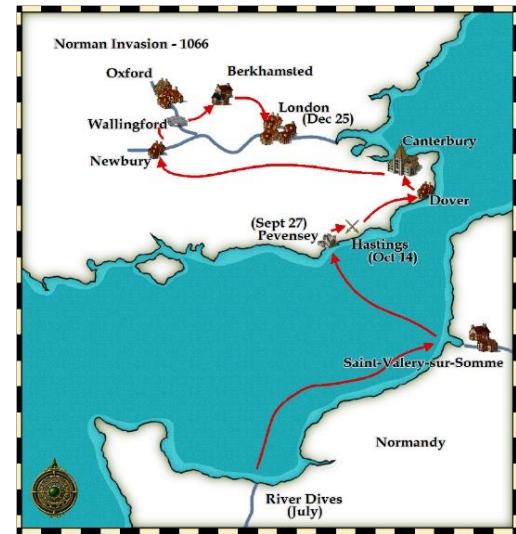 Norman Invasion - 1066
Oxford
Berkhamsted
London
(Dec 25)
Wallingford
Newbury
Canterbury
Dover
(Sept 27)
Pevensey
Hastings
(Oct 14)
Saint-Valery-sur-Somme
Normandy
River Dives
(July)